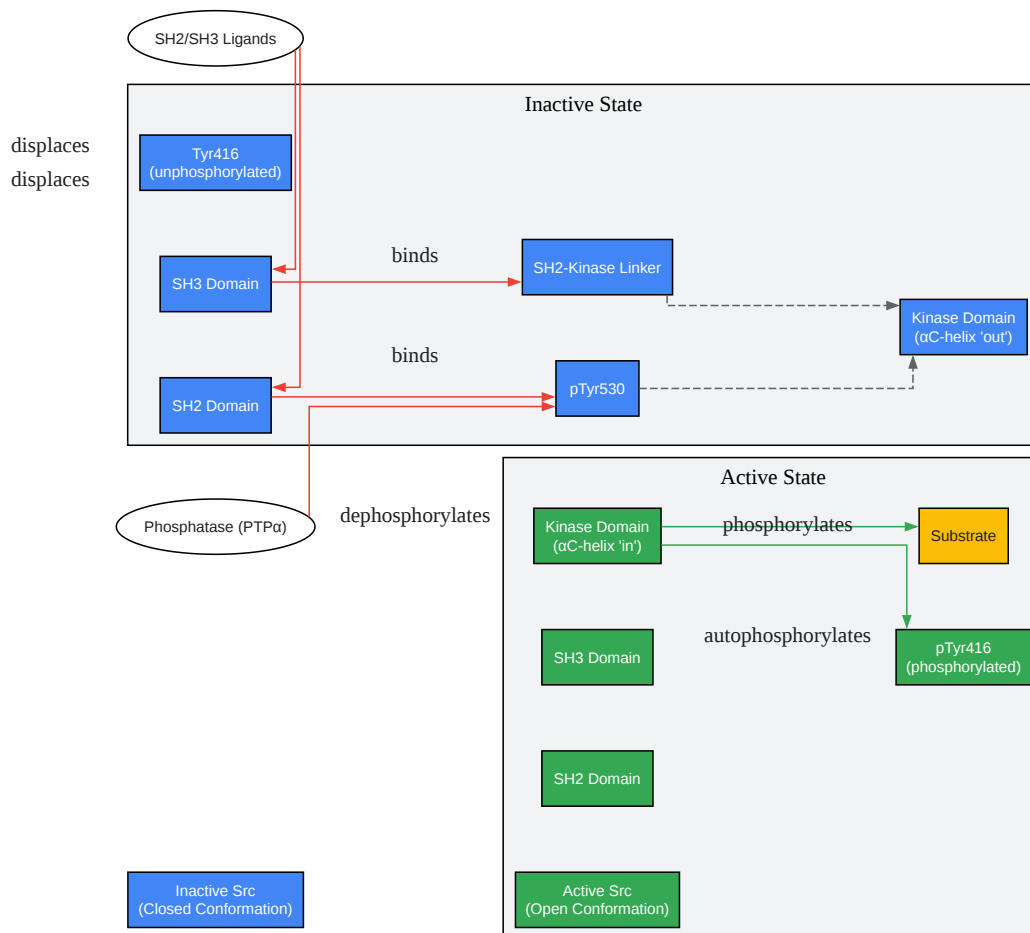 SH2/SH3 Ligands
Inactive State
displaces
displaces
Tyr416
(unphosphorylated)
SH3 Domain
binds
SH2-Kinase Linker
Kinase Domain
(αC-helix 'out')
SH2 Domain
binds
pTyr530
Phosphatase (PTPα)
dephosphorylates
Active State
Kinase Domain
(αC-helix 'in')
phosphorylates
Substrate
SH3 Domain
autophosphorylates
pTyr416
(phosphorylated)
SH2 Domain
Inactive Src
(Closed Conformation)
Active Src
(Open Conformation)